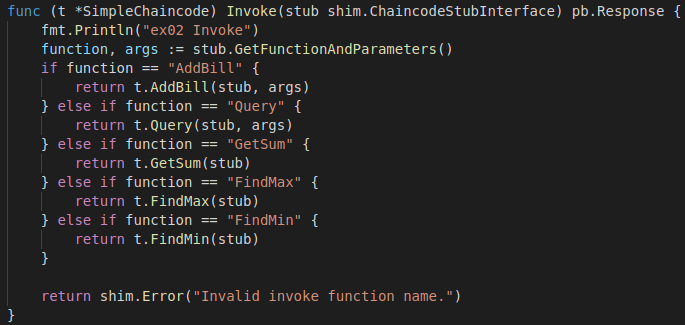 func (t *SimpleChaincode) Invoke(stub shim.ChaincodeStubInterface) pb.Response {
    fmt.Println("ex02 Invoke")
    function, args := stub.GetFunctionAndParameters()
    if function == "AddBill" {
        return t.AddBill(stub, args)
    } else if function == "Query" {
        return t.Query(stub, args)
    } else if function == "GetSum" {
        return t.GetSum(stub)
    } else if function == "FindMax" {
        return t.FindMax(stub)
    } else if function == "FindMin" {
        return t.FindMin(stub)
    }

    return shim.Error("Invalid invoke function name.")
}